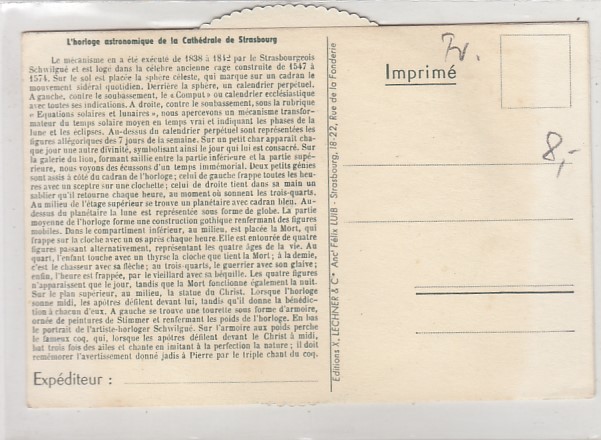 L'horloge astronomique de la Cathédrale de Strasbourg
Le mécanisme en a été exécuté de 1838 à 1842 par le Strasbourgeois
Schwilgué et est logé dans la célèbre ancienne cage construite de 1547 à
1574. Sur le sol est placée la sphère céleste, qui marque sur un cadran le
mouvement sidéral quotidien. Derrière la sphère, un calendrier perpétuel.
A gauche, contre le soubassement, le « Comput » ou calendrier ecclésiastique
avec toutes ses indications. A droite, contre le soubassement, sous la rubrique
« Equations solaires et lunaires », nous apercevons un mécanisme transfor-
mateur du temps solaire moyen en temps vrai et indiquant les phases de la
lune et les éclipses. Au-dessus du calendrier perpétuel sont représentées les
figures allégoriques des 7 jours de la semaine. Sur un petit char apparaît cha-
que jour une autre divinité, symbolisant ainsi le jour qui lui est consacré. Sur
la galerie du lion, formant saillie entre la partie inférieure et la partie supé-
rieure, nous voyons des écussons d'un temps immémorial. Deux petits génies
sont assis à côté du cadran de l'horloge; celui de gauche frappe toutes les heu-
res avec un sceptre sur une clochette; celui de droite tient dans sa main un
sablier qu'il retourne chaque heure, au moment où sonnent les trois-quarts.
Au milieu de l'étage supérieur se trouve un planétaire avec cadran bleu. Au-
dessus du planétaire la lune est représentée sous forme de globe. La partie
moyenne de l'horloge forme une construction gothique renfermant des figures
mobiles. Dans le compartiment inférieur, au milieu, est placée la Mort, qui
frappe sur la cloche avec un os après chaque heure. Elle est entourée de quatre
figures passant alternativement, représentant les quatre âges de la vie. Au
quart, l'enfant touche avec un thyrse la cloche que tient la Mort; à la demie,
c'est le chasseur avec sa flèche; au trois-quarts, le guerrier avec son glaive;
enfin, l'heure est frappée, par le vieillard avec sa béquille. Les quatre figures
n'apparaissent que le jour, tandis que la Mort fonctionne également la nuit.
Sur le plan supérieur, au milieu, la statue du Christ. Lorsque l'horloge
sonne midi, les apôtres défilent devant lui, tandis qu'il donne la bénédic-
tion à chacun d'eux. A gauche se trouve une tourette sous forme d'armoire,
ornée de peintures de Stimmer et renfermant les poids de l'horloge. En bas
le portrait de l'artiste-horloger Schwilgué. Sur l'armoire aux poids perche
le fameux coq, qui, lorsque les apôtres défilent devant le Christ à midi,
bat trois fois des ailes et chante en imitant à la perfection la nature; il doit
remémorer l'avertissement donné jadis à Pierre par le triple chant du coq.
Expéditeur :
Editions X. LECHNER & Cie Anct Félix LUIB - Strasbourg, 18-22, Rue de la Fonderie
Imprimé
8,-